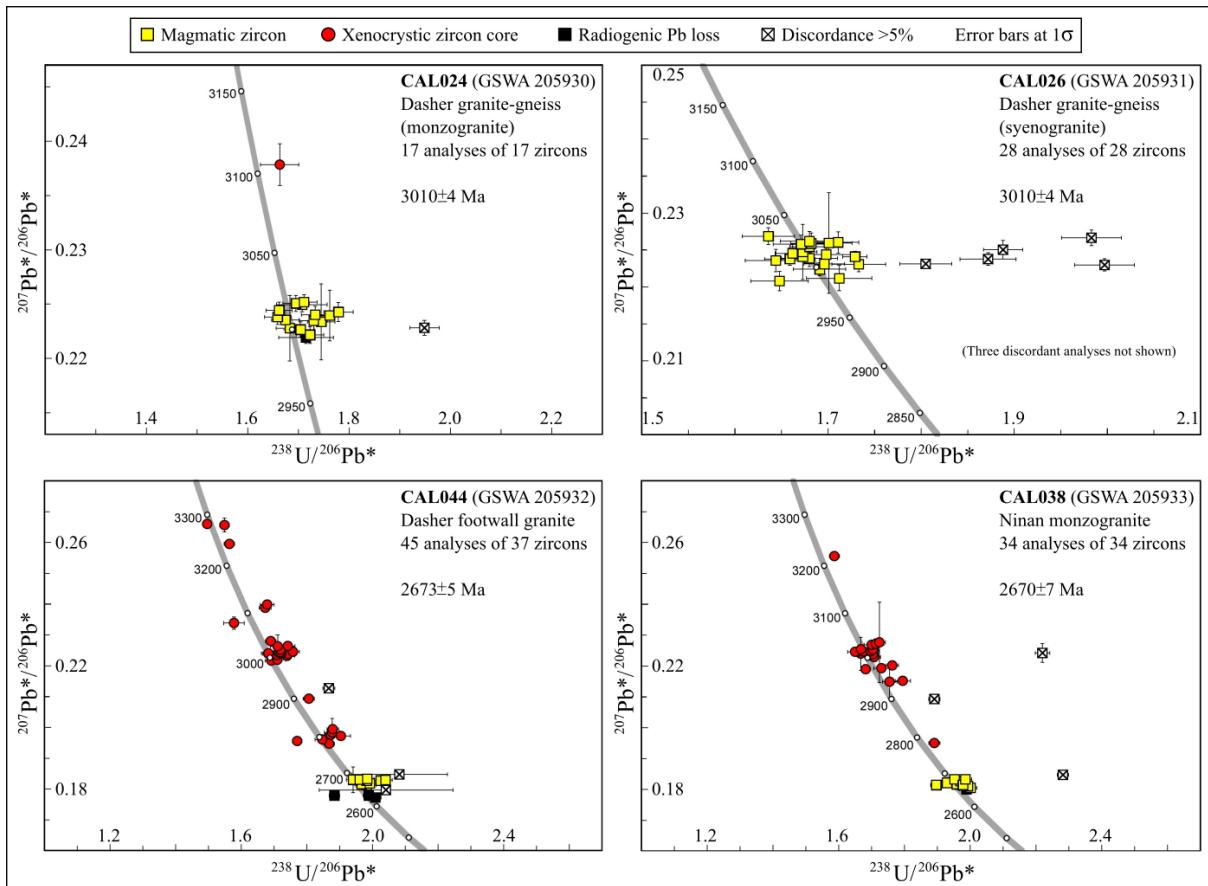 Magmatic zircon Xenocrystic zircon core Radiogenic Pb loss Discordance >5% Error bars at 1σ
CAL024 (GSWA 205930)
Dasher granite-gneiss
(monzogranite)
17 analyses of 17 zircons
3010±4 Ma
3150
3100
3050
2950
0.24
0.23
0.22
1.4 1.6 1.8 2.0 2.2
²⁰⁷Pb*/²⁰⁶Pb*
²³⁸U/²⁰⁶Pb*
CAL026 (GSWA 205931)
Dasher granite-gneiss
(syenogranite)
28 analyses of 28 zircons
3010±4 Ma
(Three discordant analyses not shown)
3150
3100
3050
2950
2900
2850
0.25
0.23
0.21
1.5 1.7 1.9 2.1
²⁰⁷Pb*/²⁰⁶Pb*
²³⁸U/²⁰⁶Pb*
CAL044 (GSWA 205932)
Dasher footwall granite
45 analyses of 37 zircons
2673±5 Ma
3300
3200
3000
2900
2700
2600
0.26
0.22
0.18
1.2 1.6 2.0 2.4
²⁰⁷Pb*/²⁰⁶Pb*
²³⁸U/²⁰⁶Pb*
CAL038 (GSWA 205933)
Ninan monzogranite
34 analyses of 34 zircons
2670±7 Ma
3300
3200
3100
2900
2800
2600
0.26
0.22
0.18
1.2 1.6 2.0 2.4
²⁰⁷Pb*/²⁰⁶Pb*
²³⁸U/²⁰⁶Pb*